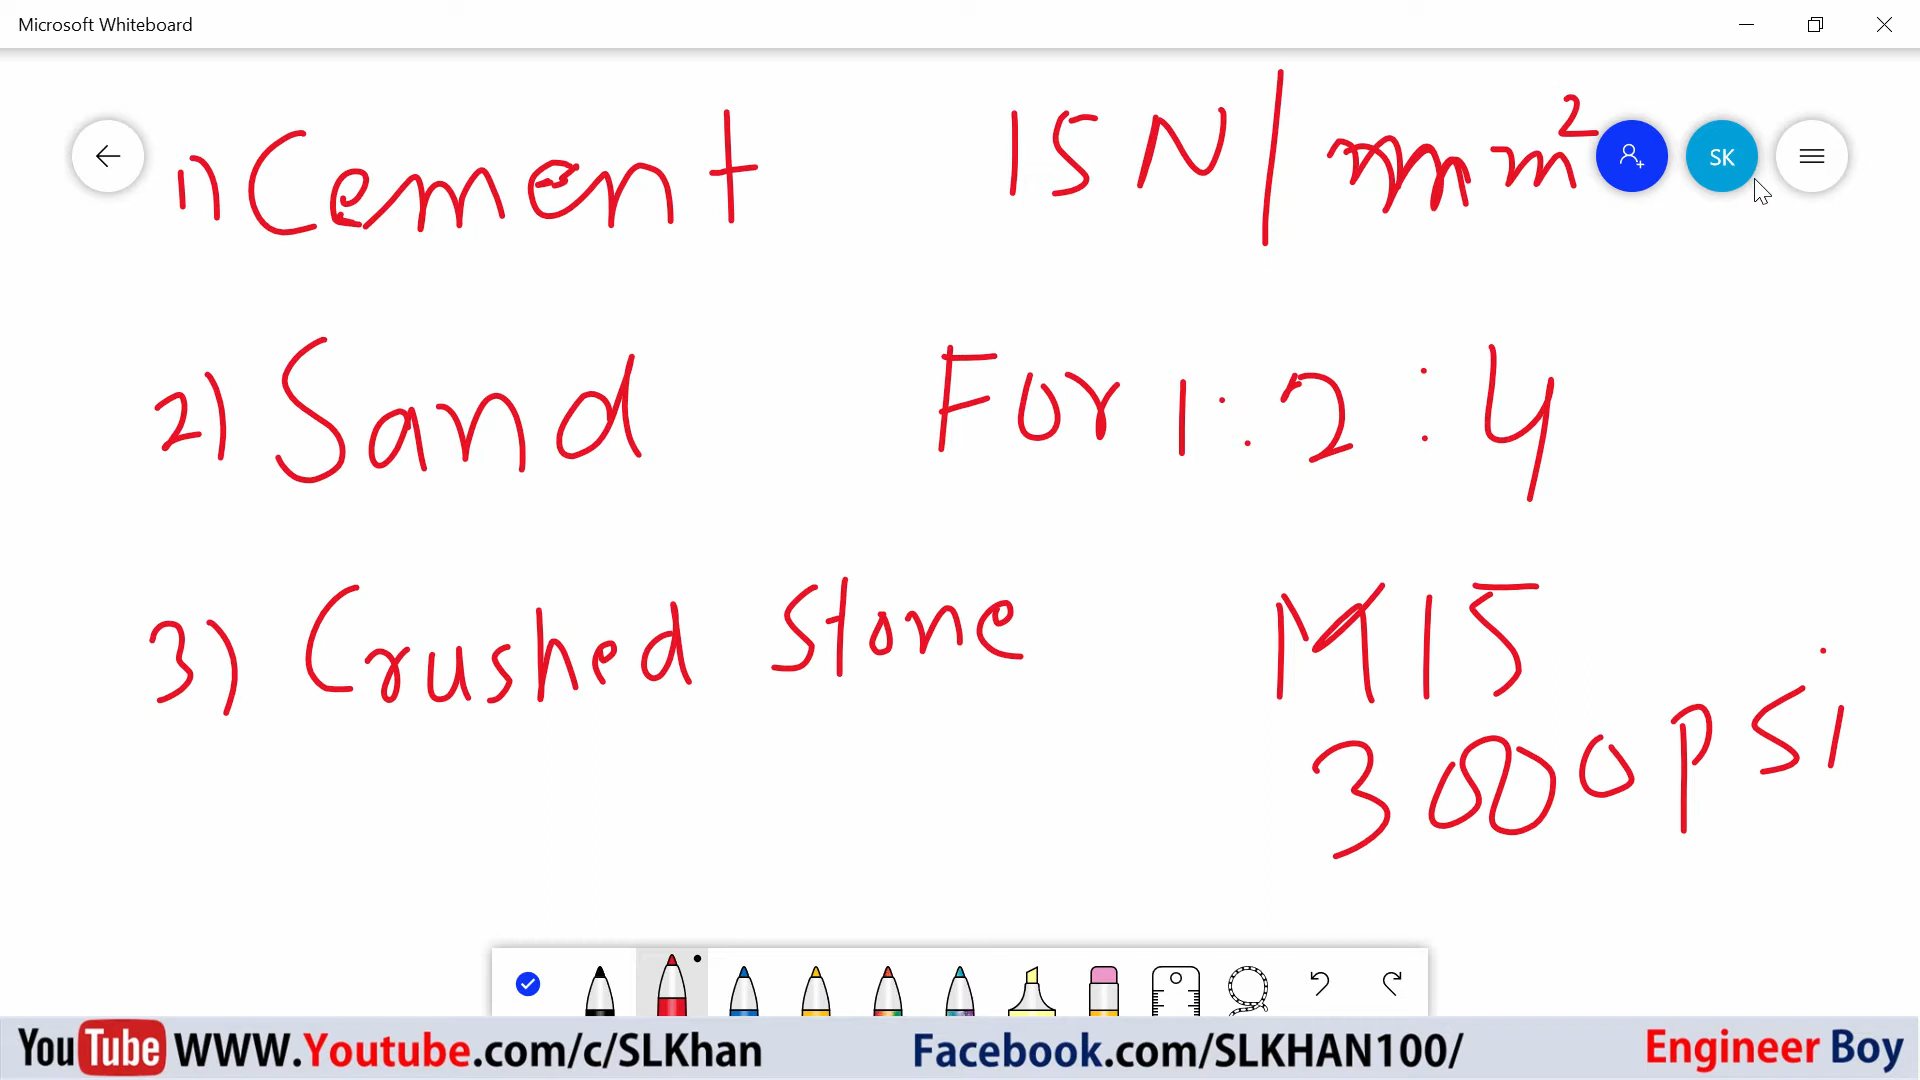 Microsoft Whiteboard
1) Cement 15 N/mm²
SK
2) Sand For 1:2:4
3) Crushed Stone M15
3000 psi
YouTube WWW.Youtube.com/c/SLKhan Facebook.com/SLKHAN100/ Engineer Boy